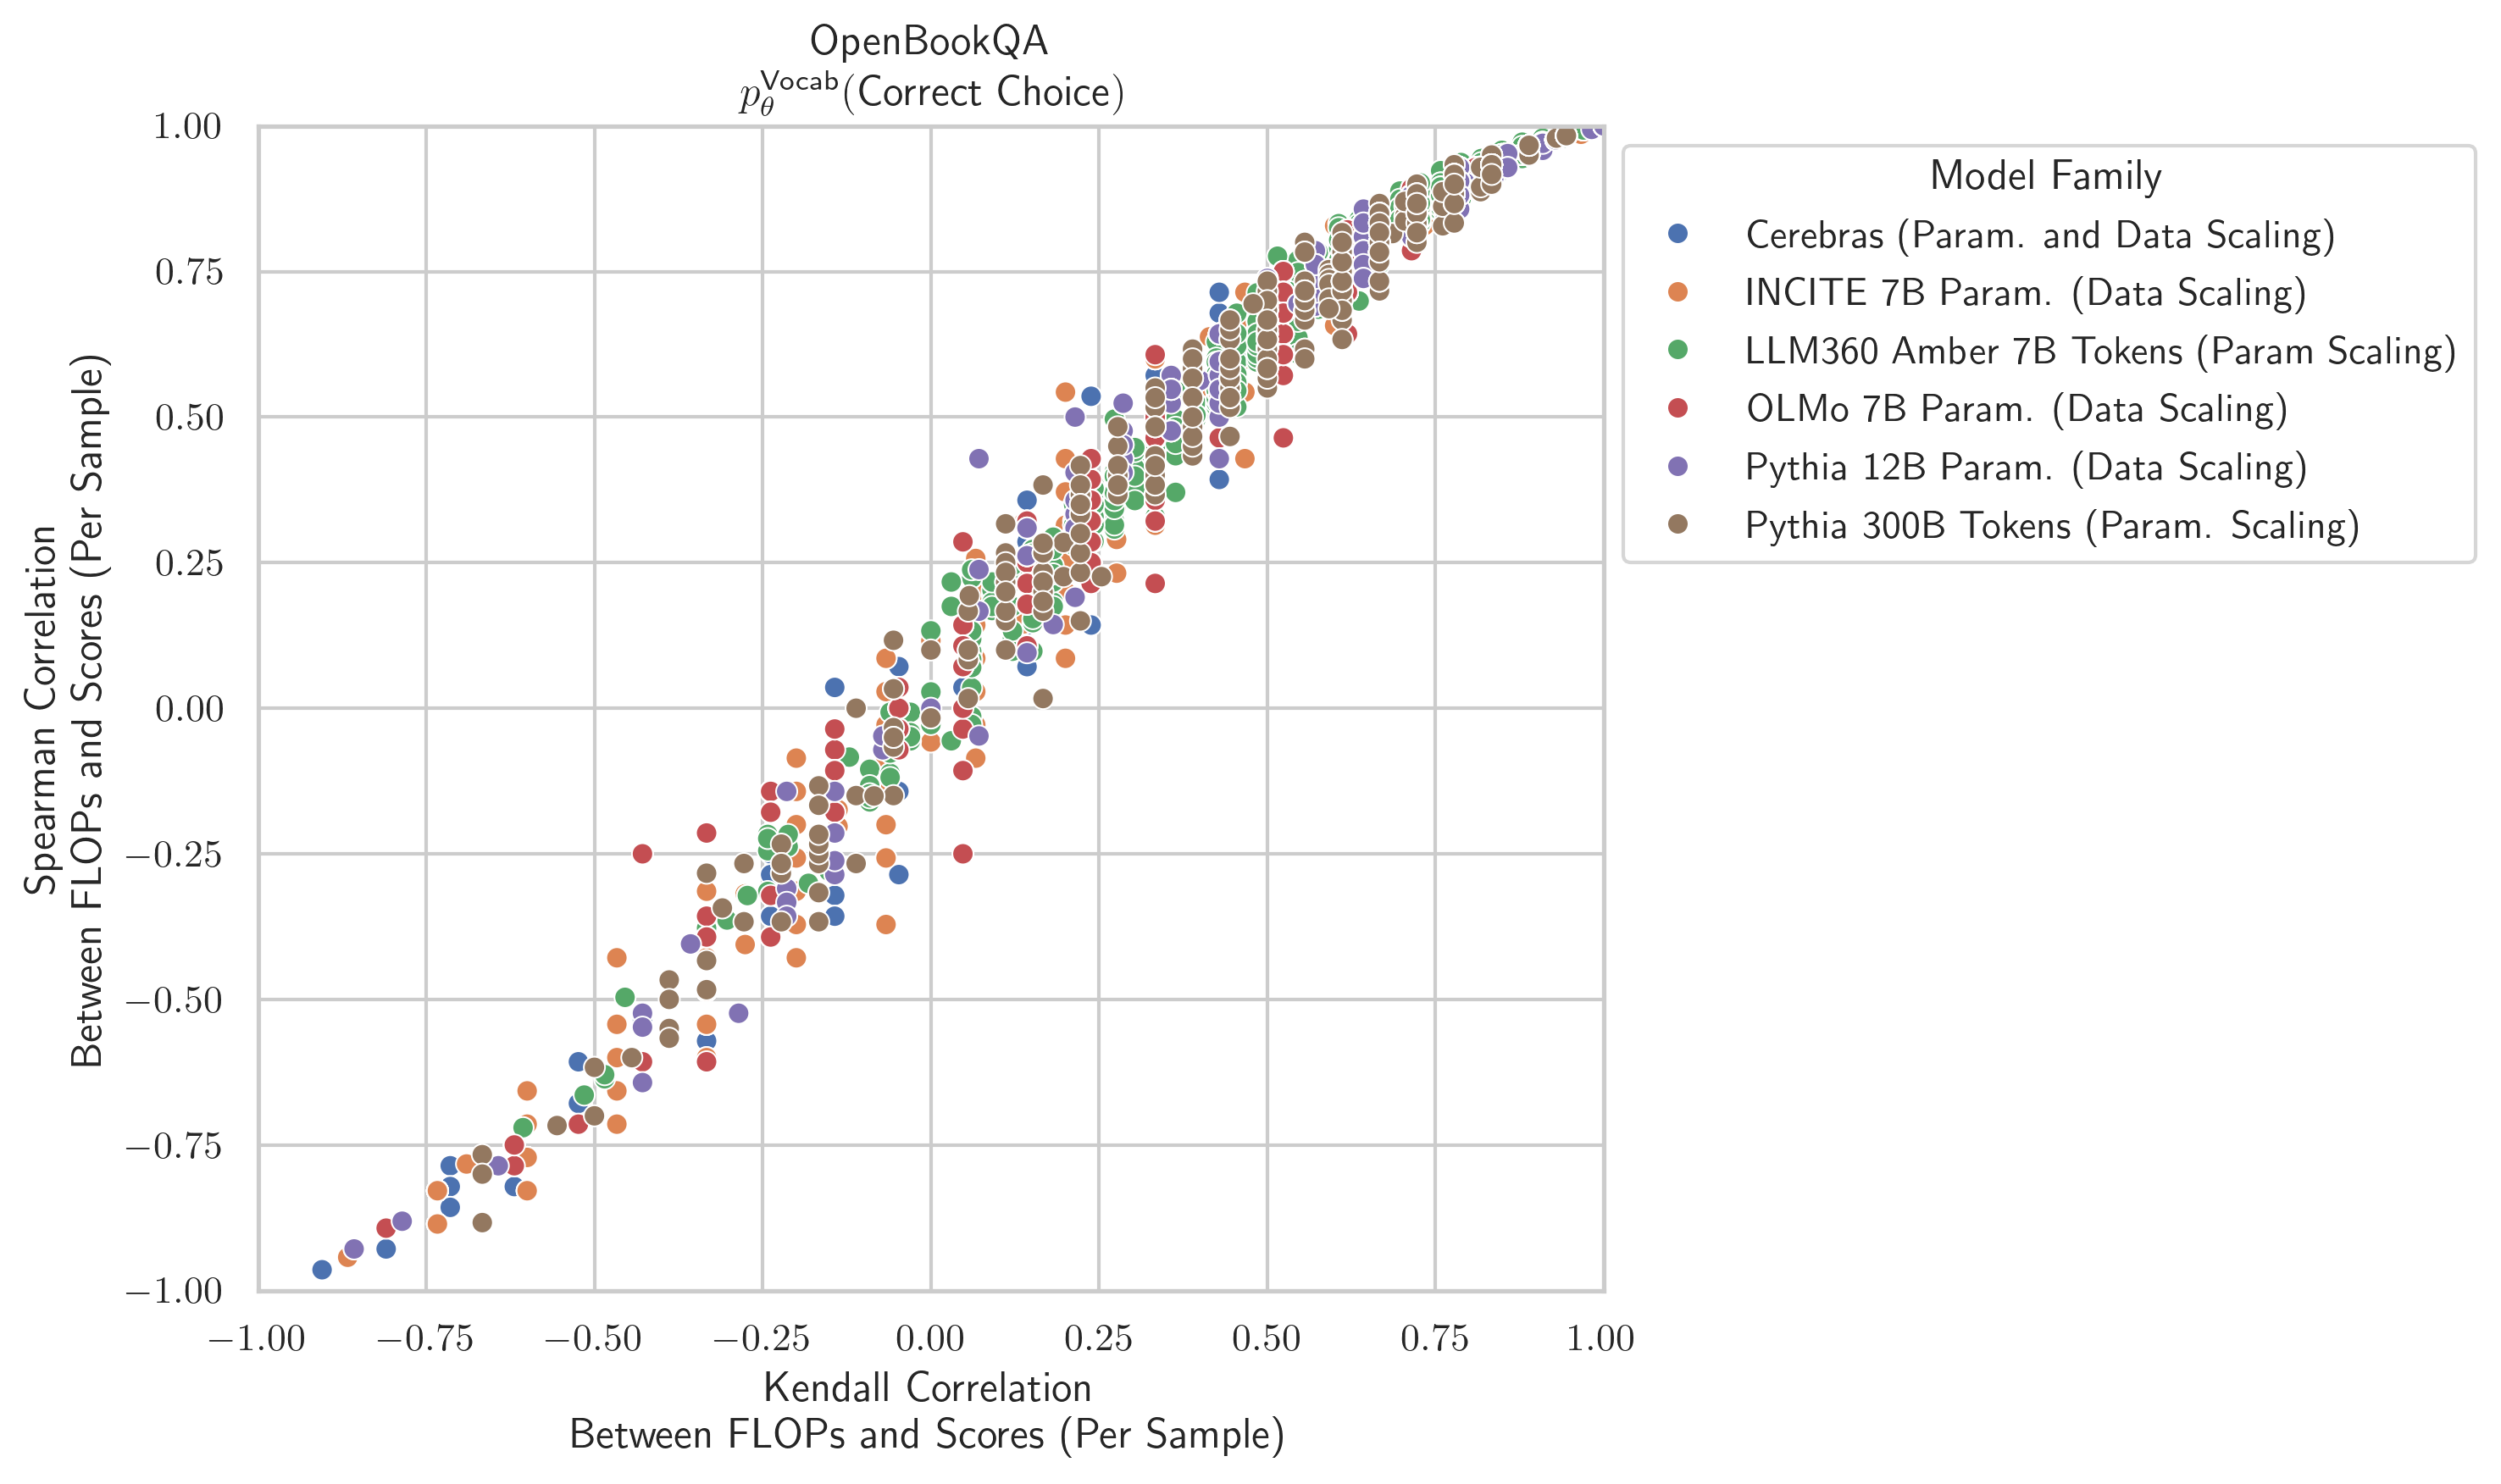 OpenBookQA
p_θ^Vocab(Correct Choice)
1.00
0.75
0.50
0.25
0.00
−0.25
−0.50
−0.75
−1.00
Spearman Correlation
Between FLOPs and Scores (Per Sample)
−1.00 −0.75 −0.50 −0.25 0.00 0.25 0.50 0.75 1.00
Kendall Correlation
Between FLOPs and Scores (Per Sample)
Model Family
Cerebras (Param. and Data Scaling)
INCITE 7B Param. (Data Scaling)
LLM360 Amber 7B Tokens (Param Scaling)
OLMo 7B Param. (Data Scaling)
Pythia 12B Param. (Data Scaling)
Pythia 300B Tokens (Param. Scaling)